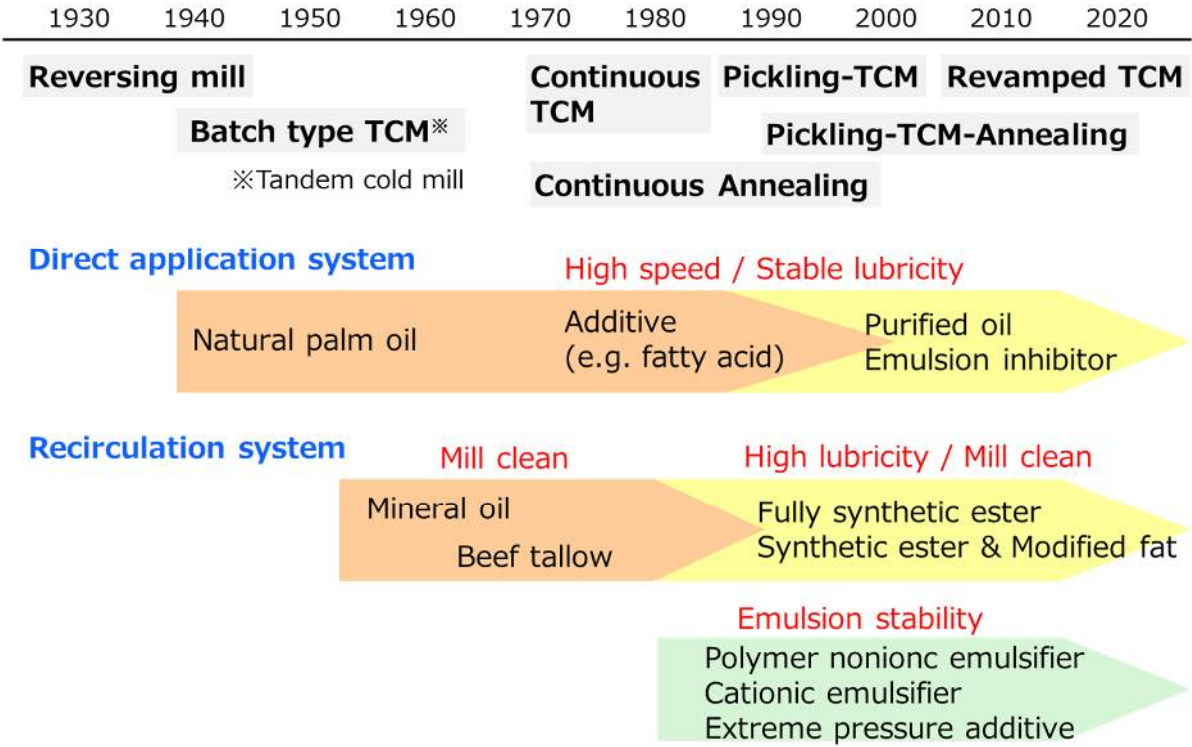 1930 1940 1950 1960 1970 1980 1990 2000 2010 2020
Reversing mill
Continuous
TCM
Pickling-TCM
Revamped TCM
Batch type TCM※
Pickling-TCM-Annealing
※Tandem cold mill
Continuous Annealing
Direct application system
High speed / Stable lubricity
Natural palm oil
Additive
(e.g. fatty acid)
Purified oil
Emulsion inhibitor
Recirculation system
Mill clean
High lubricity / Mill clean
Mineral oil
Beef tallow
Fully synthetic ester
Synthetic ester & Modified fat
Emulsion stability
Polymer nonionc emulsifier
Cationic emulsifier
Extreme pressure additive